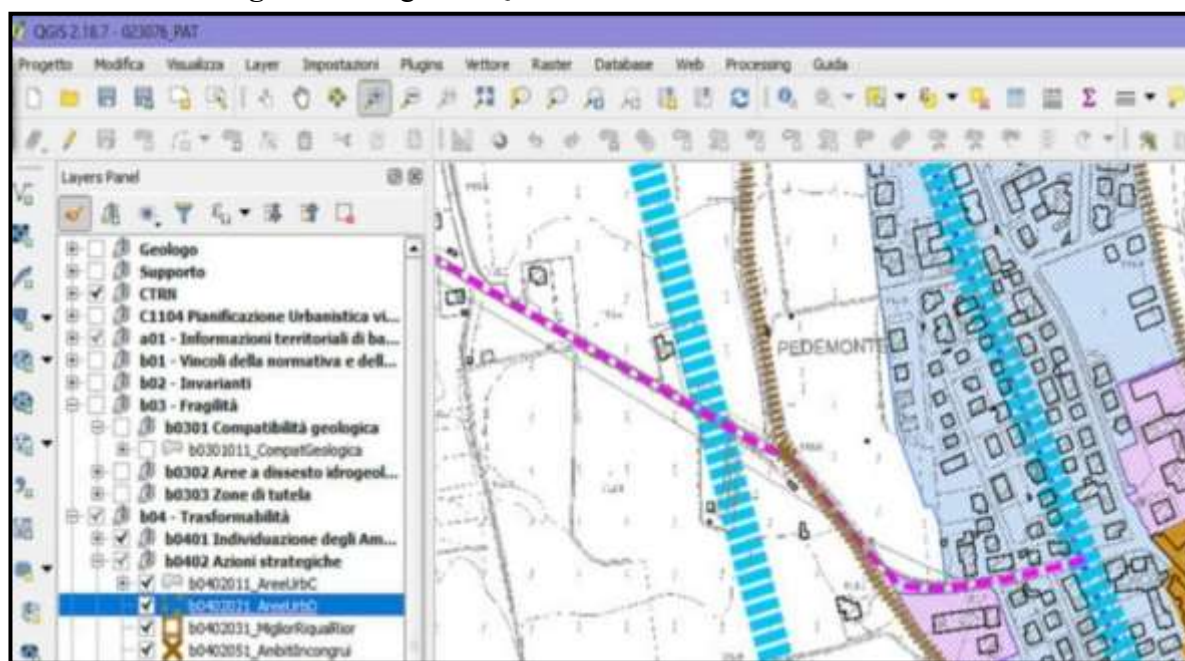 QGIS 2.18.7 - 023076_PAT
Progetto Modifica Visualizza Layer Impostazioni Plugins Vettore Raster Database Web Processing Guida
Layers Panel
Geologo
Supporto
CTRN
C1104 Pianificazione Urbanistica vi...
a01 - Informazioni territoriali di ba...
b01 - Vincoli della normativa e dell...
b02 - Invarianti
b03 - Fragilità
b0301 Compatibilità geologica
b0301011_CompatGeologica
b0302 Aree a dissesto idrogeol...
b0303 Zone di tutela
b04 - Trasformabilità
b0401 Individuazione degli Am...
b0402 Azioni strategiche
b0402011_AreeUrbC
b0402021_AreeUrbD
b0402031_MigliorRiqualRior
b0402051_AmbitiIncongrui
PEDEMONTE